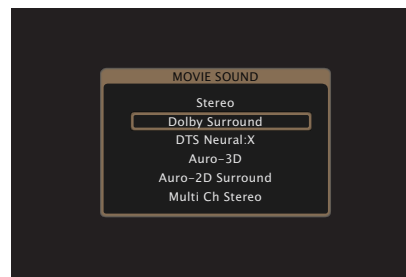 MOVIE SOUND
Stereo
Dolby Surround
DTS Neural:X
Auro-3D
Auro-2D Surround
Multi Ch Stereo